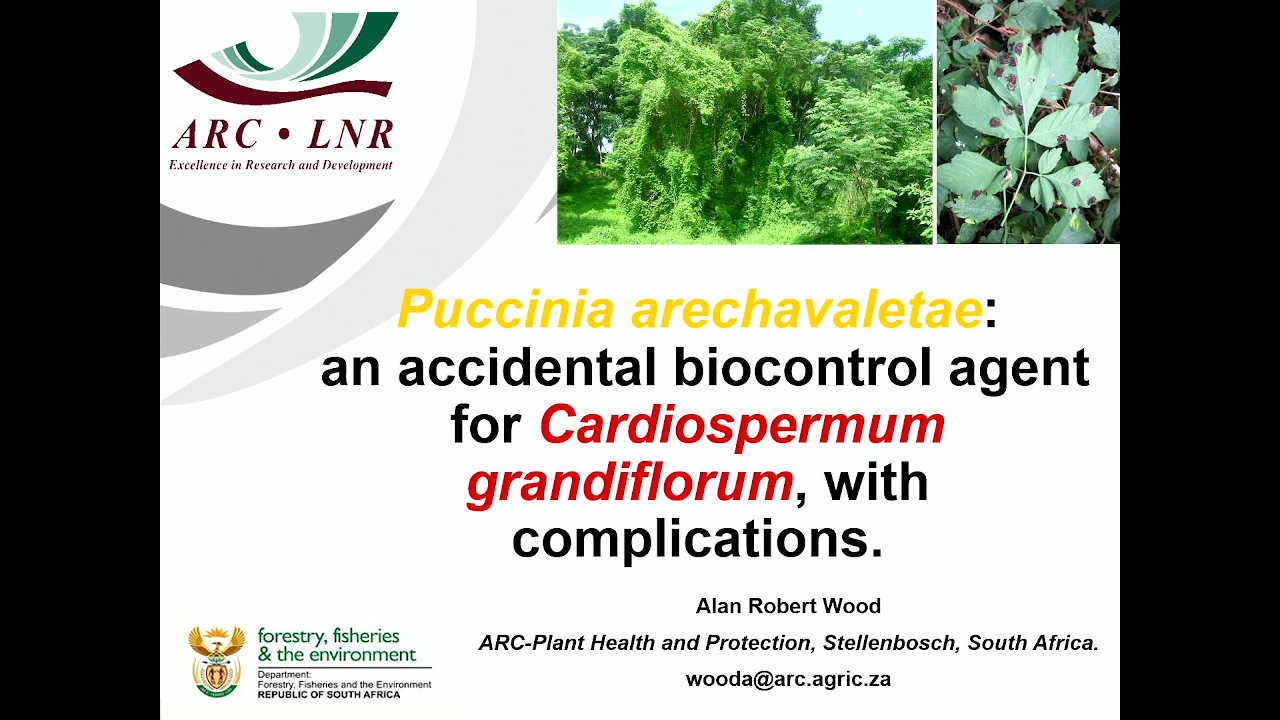 ARC • LNR
Excellence in Research and Development
Puccinia arechavaletae:
an accidental biocontrol agent
for Cardiospermum
grandiflorum, with
complications.
Alan Robert Wood
ARC-Plant Health and Protection, Stellenbosch, South Africa.
wooda@arc.agric.za
forestry, fisheries
& the environment
Department:
Forestry, Fisheries and the Environment
REPUBLIC OF SOUTH AFRICA